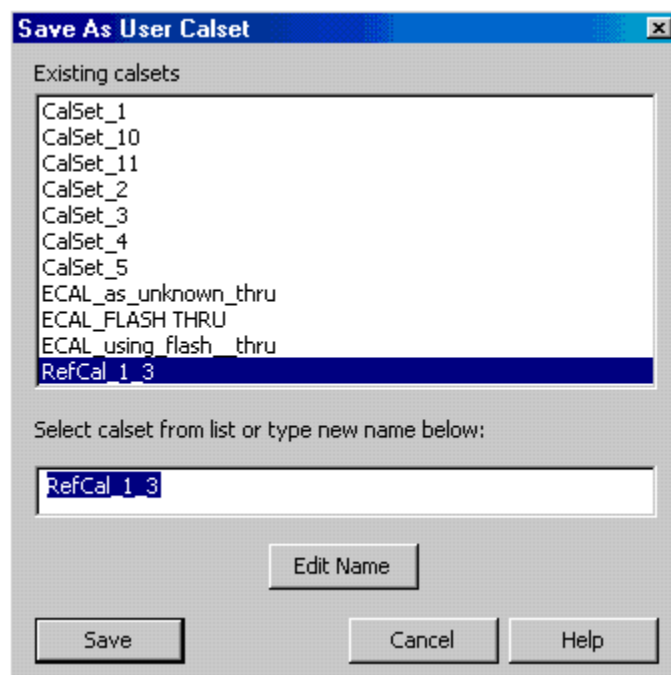 Save As User Calset
Existing calsets
CalSet_1
CalSet_10
CalSet_11
CalSet_2
CalSet_3
CalSet_4
CalSet_5
ECAL_as_unknown_thru
ECAL_FLASH THRU
ECAL_using_flash__thru
RefCal_1_3
Select calset from list or type new name below:
RefCal_1_3
Edit Name
Save Cancel Help